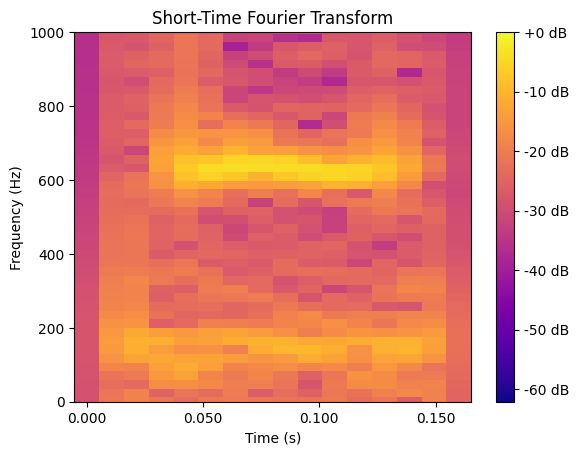 Short-Time Fourier Transform
1000
800
600
400
200
0
Frequency (Hz)
0.000
0.050
0.100
0.150
Time (s)
+0 dB
-10 dB
-20 dB
-30 dB
-40 dB
-50 dB
-60 dB